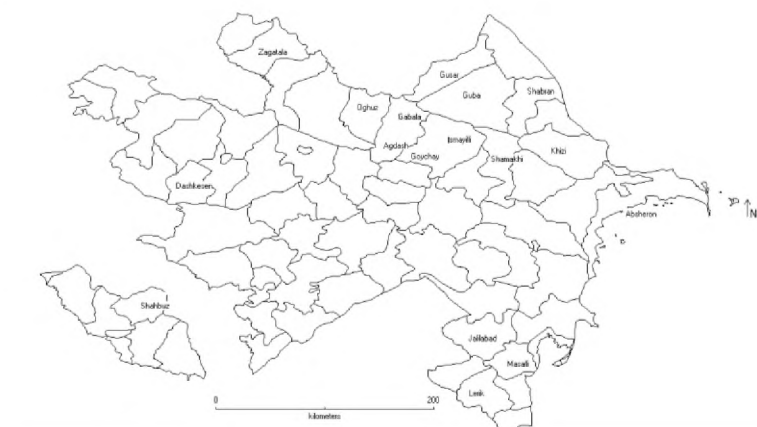 Zagatala
Gusar
Guba
Shabran
Oghuz
Gabala
Ismayili
Agdash
Goychay
Shamakhi
Khizi
Dashkesen
Absheron
N
Shahbuz
Jalilabad
Masalli
Lerik
0
200
kilometers